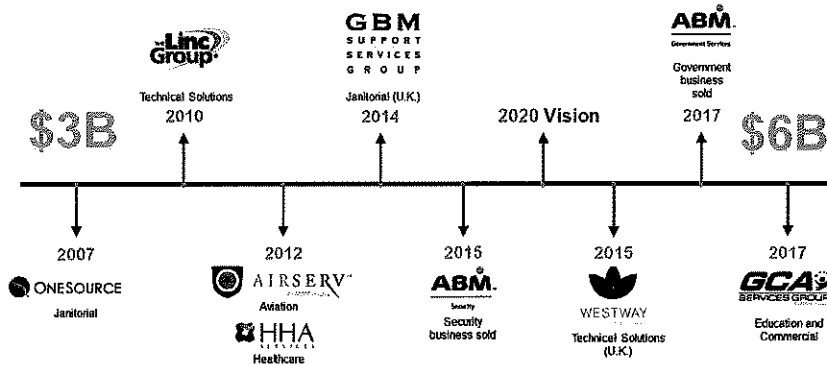 The Linc
Group
Technical Solutions
2010
GBM
SUPPORT
SERVICES
GROUP
Janitorial (U.K.)
2014
2020 Vision
ABM
Government Services
Government
business
sold
2017
$3B
$6B
2007
ONESOURCE
Janitorial
2012
AIRSERV
Aviation
HHA
SERVICES
Healthcare
2015
ABM
Security
Security
business sold
2015
WESTWAY
Technical Solutions
(U.K.)
2017
GCA
SERVICES GROUP
Education and
Commercial